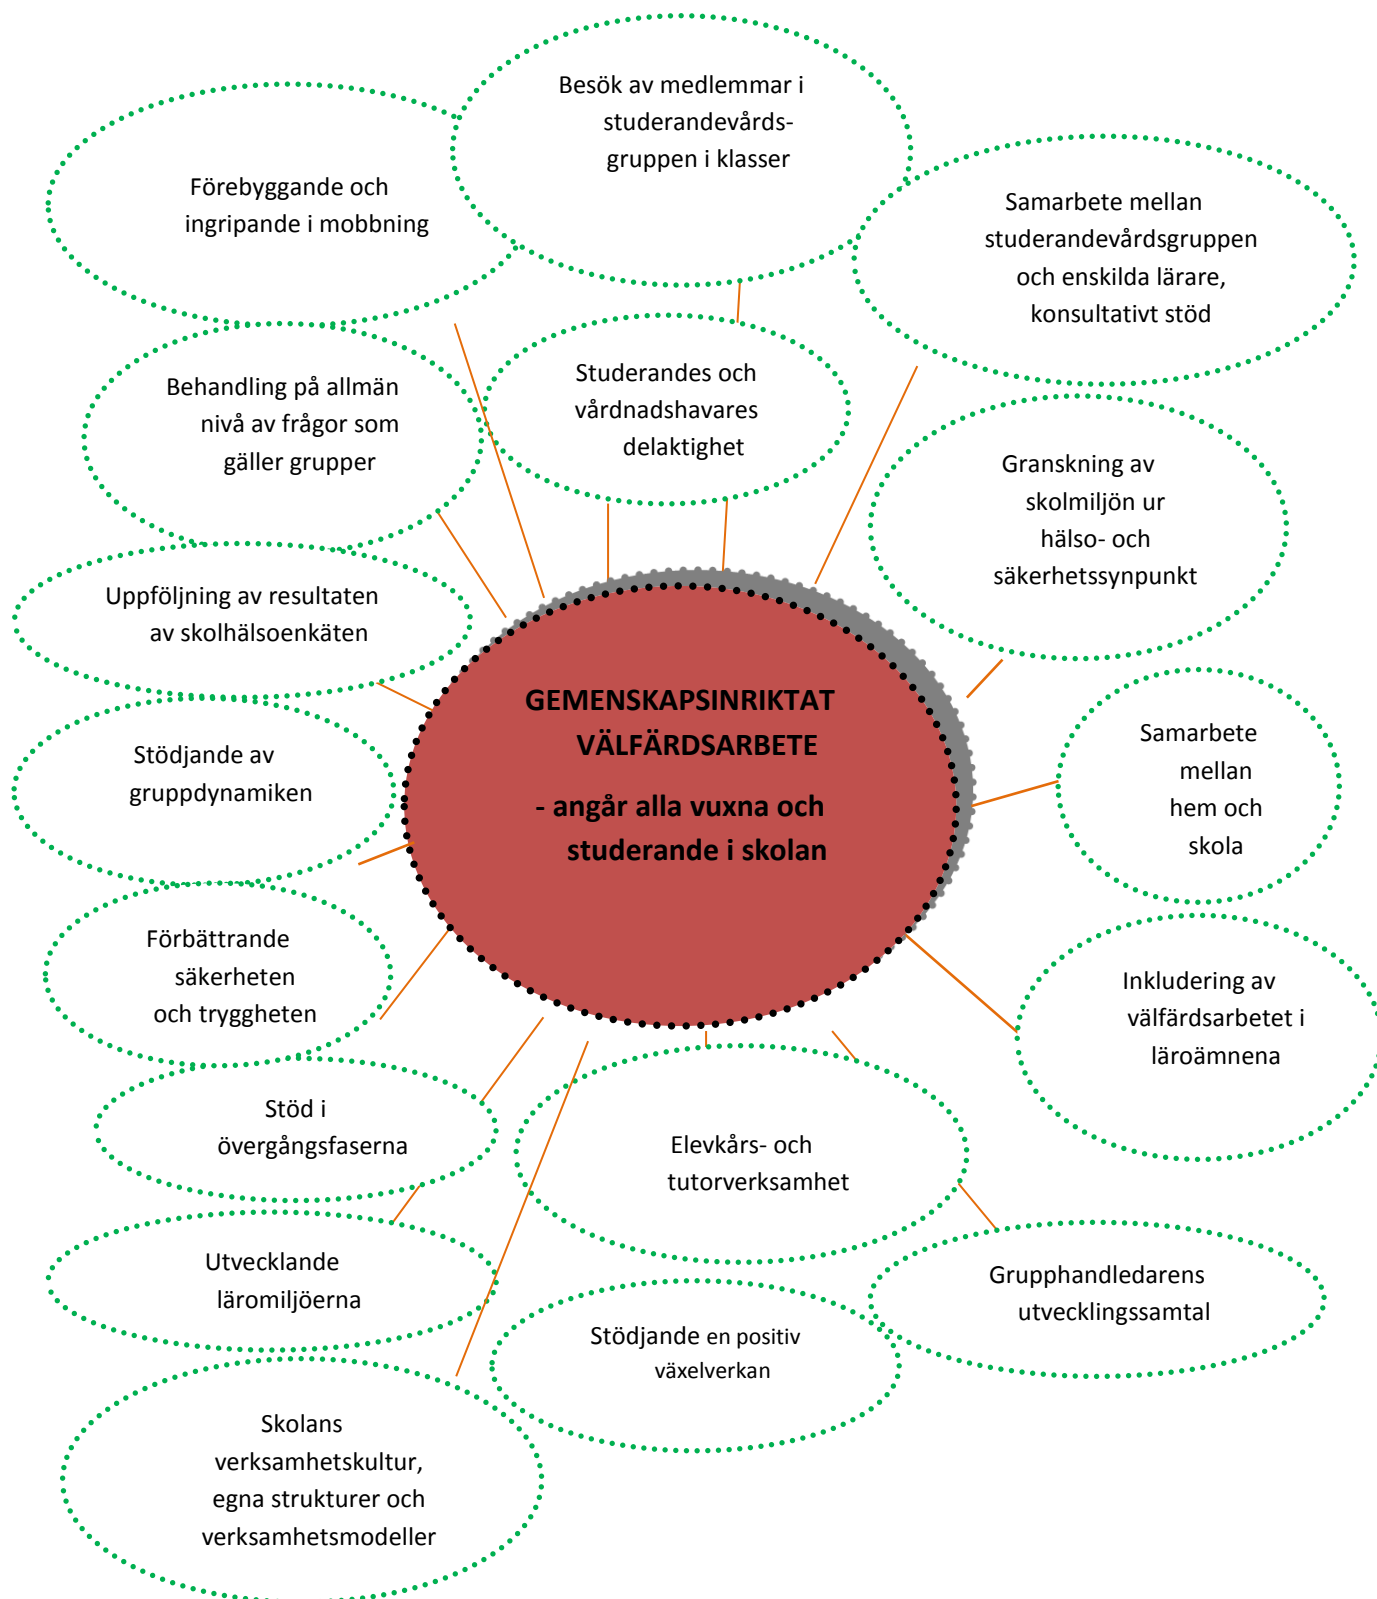 Besök av medlemmar i
studerandevårds-
gruppen i klasser
Förebyggande och
ingripande i mobbning
Samarbete mellan
studerandevårdsgruppen
och enskilda lärare,
konsultativt stöd
Behandling på allmän
nivå av frågor som
gäller grupper
Studerandes och
vårdnadshavares
delaktighet
Granskning av
skolmiljön ur
hälso- och
säkerhetssynpunkt
Uppföljning av resultaten
av skolhälsoenkäten
GEMENSKAPSINRIKTAT
VÄLFÄRDSARBETE
- angår alla vuxna och
studerande i skolan
Stödjande av
gruppdynamiken
Samarbete
mellan
hem och
skola
Förbättrande
säkerheten
och tryggheten
Inkludering av
välfärdsarbetet i
läroämnena
Stöd i
övergångsfaserna
Elevkårs- och
tutorverksamhet
Utvecklande
läromiljöerna
Grupphandledarens
utvecklingssamtal
Stödjande en positiv
växelverkan
Skolans
verksamhetskultur,
egna strukturer och
verksamhetsmodeller